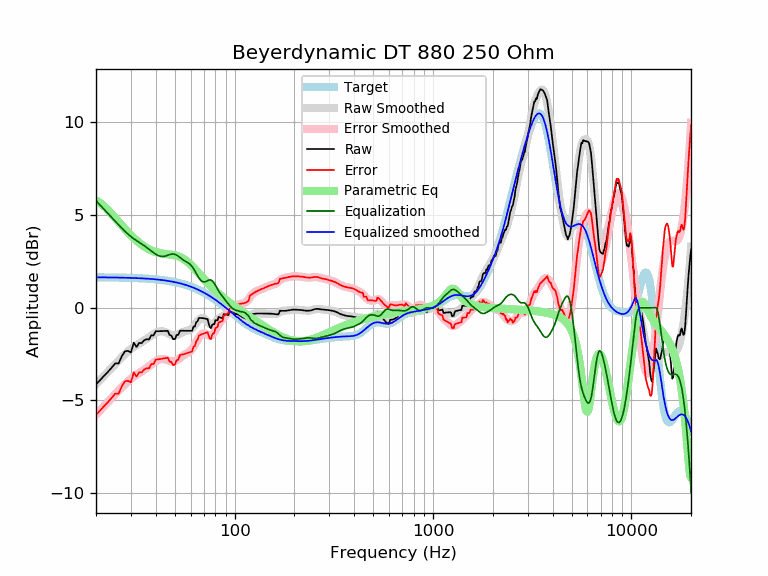 Beyerdynamic DT 880 250 Ohm
Target
Raw Smoothed
Error Smoothed
Raw
Error
Parametric Eq
Equalization
Equalized smoothed
10
5
0
−5
−10
Amplitude (dBr)
100 1000 10000
Frequency (Hz)